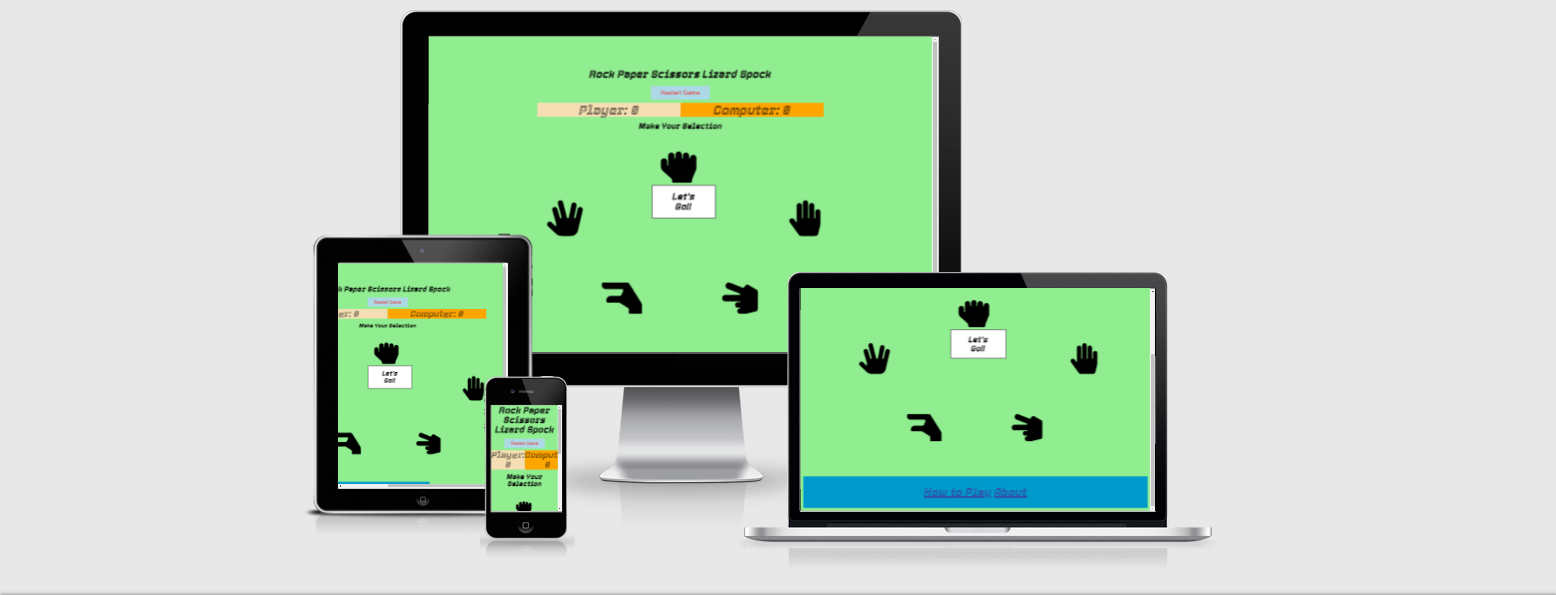 Rock Paper Scissors Lizard Spock
Restart Game
Player: 0
Computer: 0
Make Your Selection
Let's
Go!!
k Paper Scissors Lizard Spock
Restart Game
er: 0
Computer: 0
Make Your Selection
Let's
Go!!
Rock Paper
Scissors
Lizard Spock
Restart Game
Player:
0
Comput
0
Make Your
Selection
Let's
Go!!
How to Play About